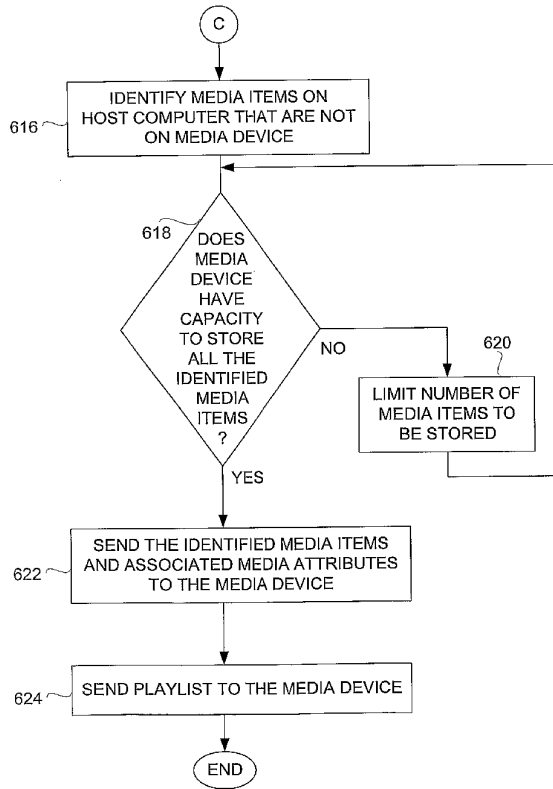 C
616
IDENTIFY MEDIA ITEMS ON
HOST COMPUTER THAT ARE NOT
ON MEDIA DEVICE
618
DOES
MEDIA
DEVICE
HAVE
CAPACITY
TO STORE
ALL THE
IDENTIFIED
MEDIA
ITEMS
?
NO
620
LIMIT NUMBER OF
MEDIA ITEMS TO
BE STORED
YES
622
SEND THE IDENTIFIED MEDIA ITEMS
AND ASSOCIATED MEDIA ATTRIBUTES
TO THE MEDIA DEVICE
624
SEND PLAYLIST TO THE MEDIA DEVICE
END